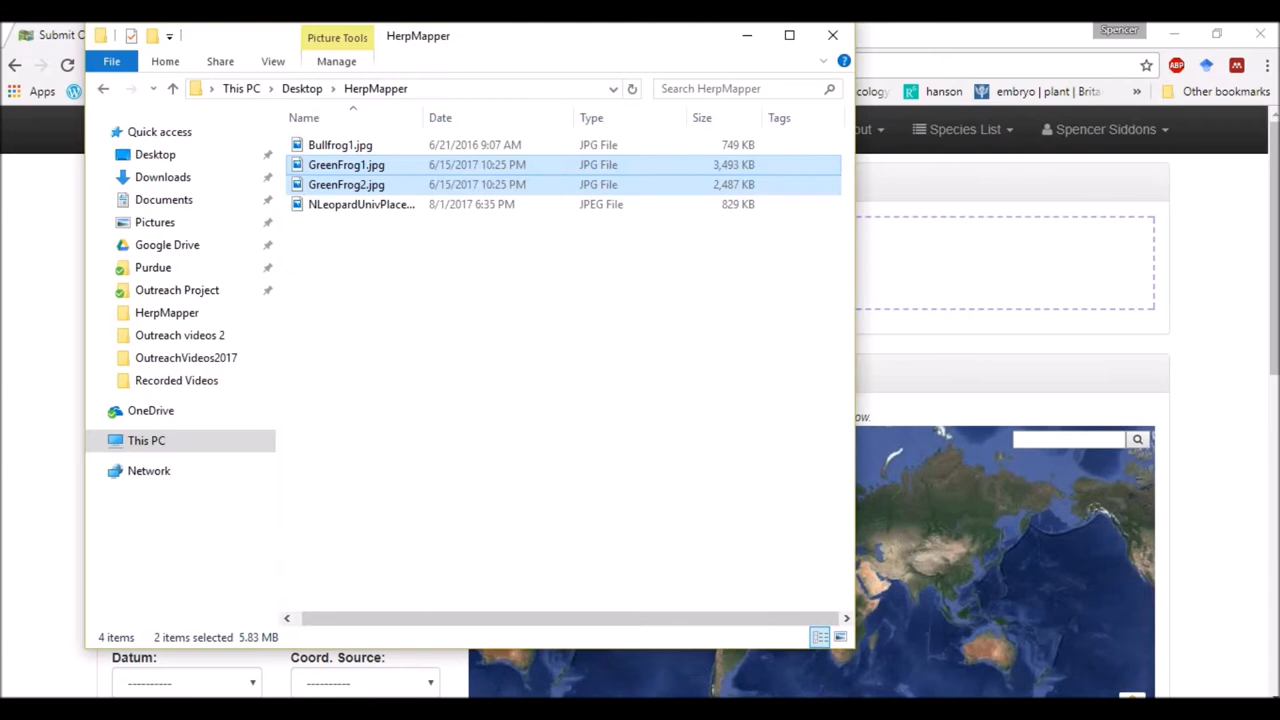 Submit O
Picture Tools
HerpMapper
Spencer
File
Home
Share
View
Manage
This PC
Desktop
HerpMapper
Search HerpMapper
Apps
cology
hanson
embryo | plant | Brita
»
Other bookmarks
out
Species List
Spencer Siddons
Name
Date
Type
Size
Tags
Bullfrog1.jpg 6/21/2016 9:07 AM JPG File 749 KB
GreenFrog1.jpg 6/15/2017 10:25 PM JPG File 3,493 KB
GreenFrog2.jpg 6/15/2017 10:25 PM JPG File 2,487 KB
NLeopardUnivPlace... 8/1/2017 6:35 PM JPEG File 829 KB
Quick access
Desktop
Downloads
Documents
Pictures
Google Drive
Purdue
Outreach Project
HerpMapper
Outreach videos 2
OutreachVideos2017
Recorded Videos
OneDrive
This PC
Network
ow.
4 items 2 items selected 5.83 MB
Datum:
Coord. Source:
----------
----------